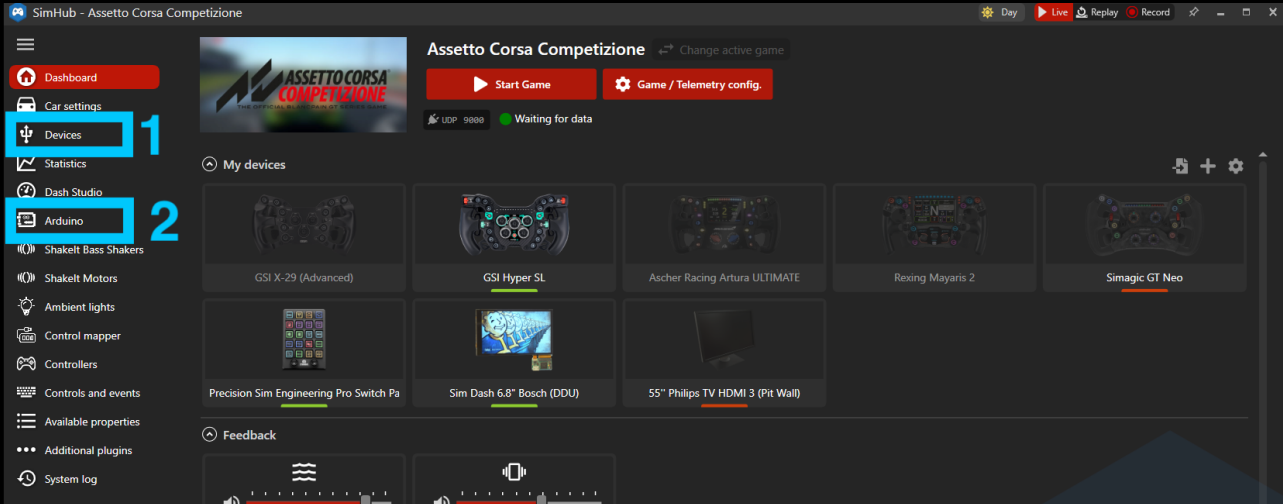 SimHub - Assetto Corsa Competizione
Day
Live
Replay
Record
Dashboard
Car settings
Devices
1
Statistics
Dash Studio
Arduino
2
ShakeIt Bass Shakers
ShakeIt Motors
Ambient lights
Control mapper
Controllers
Controls and events
Available properties
Additional plugins
System log
ASSETTO CORSA
COMPETIZIONE
Assetto Corsa Competizione
Change active game
Start Game
Game / Telemetry config.
UDP 9000
Waiting for data
My devices
GSI X-29 (Advanced)
GSI Hyper SL
Ascher Racing Artura ULTIMATE
Rexing Mayaris 2
Simagic GT Neo
Precision Sim Engineering Pro Switch Pa
Sim Dash 6.8" Bosch (DDU)
55" Philips TV HDMI 3 (Pit Wall)
Feedback